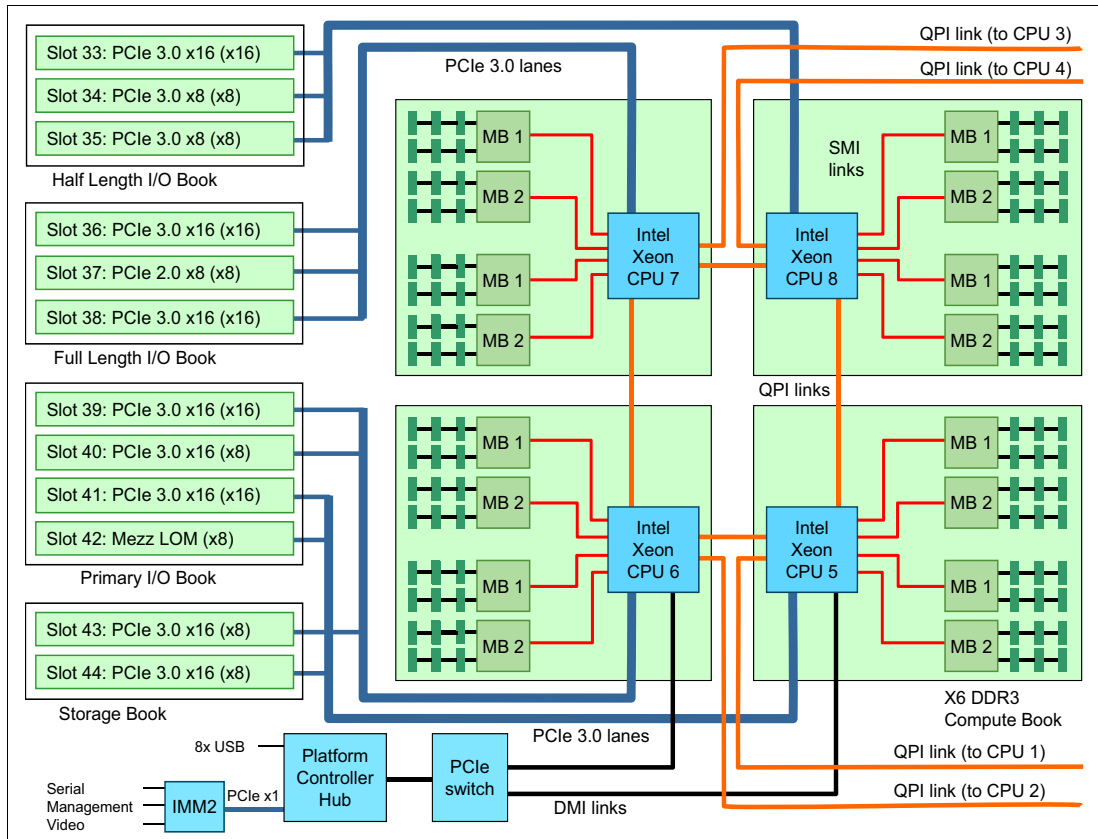 Slot 33: PCIe 3.0 x16 (x16)
Slot 34: PCIe 3.0 x8 (x8)
Slot 35: PCIe 3.0 x8 (x8)
Half Length I/O Book
Slot 36: PCIe 3.0 x16 (x16)
Slot 37: PCIe 2.0 x8 (x8)
Slot 38: PCIe 3.0 x16 (x16)
Full Length I/O Book
Slot 39: PCIe 3.0 x16 (x16)
Slot 40: PCIe 3.0 x16 (x8)
Slot 41: PCIe 3.0 x16 (x16)
Slot 42: Mezz LOM (x8)
Primary I/O Book
Slot 43: PCIe 3.0 x16 (x8)
Slot 44: PCIe 3.0 x16 (x8)
Storage Book
PCIe 3.0 lanes
QPI link (to CPU 3)
QPI link (to CPU 4)
MB 1
MB 2
MB 1
MB 2
Intel
Xeon
CPU 7
SMI
links
Intel
Xeon
CPU 8
MB 1
MB 2
MB 1
MB 2
QPI links
MB 1
MB 2
MB 1
MB 2
Intel
Xeon
CPU 6
Intel
Xeon
CPU 5
MB 1
MB 2
MB 1
MB 2
X6 DDR3
Compute Book
PCIe 3.0 lanes
QPI link (to CPU 1)
QPI link (to CPU 2)
8x USB
Platform
Controller
Hub
PCIe
switch
DMI links
Serial
Management
Video
IMM2
PCIe x1